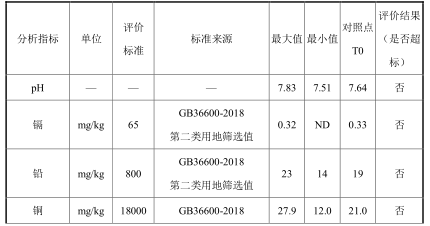 分析指标 单位 评价标准 标准来源 最大值 最小值 对照点 T0 评价结果（是否超标）
pH — — — 7.83 7.51 7.64 否
镉 mg/kg 65 GB36600-2018 第二类用地筛选值 0.32 ND 0.33 否
铅 mg/kg 800 GB36600-2018 第二类用地筛选值 23 14 19 否
铜 mg/kg 18000 GB36600-2018 27.9 12.0 21.0 否